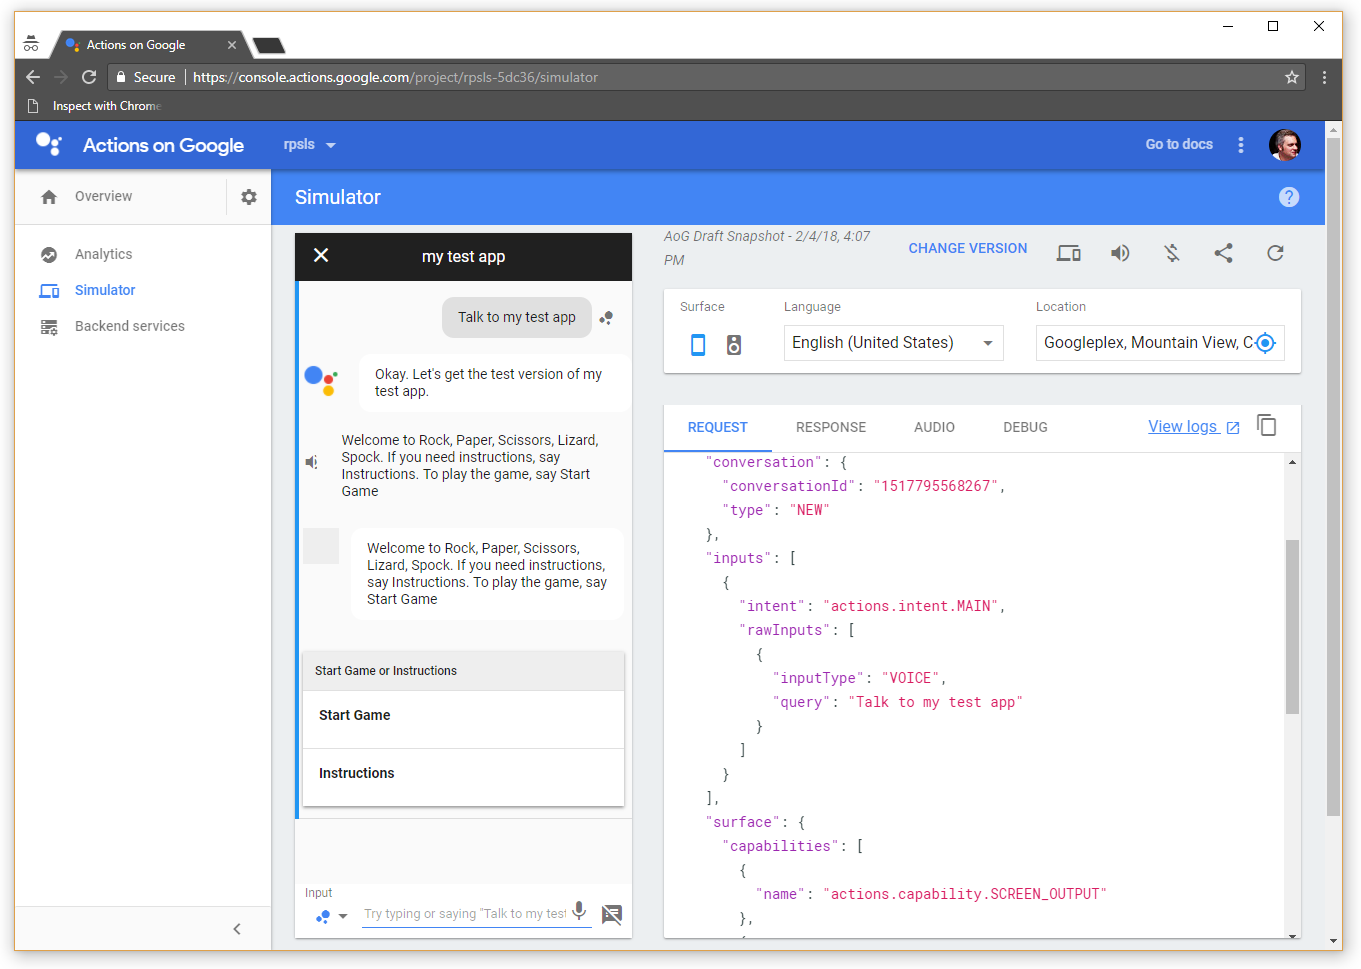 Actions on Google
Secure https://console.actions.google.com/project/rpsls-5dc36/simulator
Inspect with Chrome
Actions on Google
rpsls
Go to docs
Overview
Simulator
Analytics
Simulator
Backend services
my test app
Talk to my test app
Okay. Let's get the test version of my
test app.
Welcome to Rock, Paper, Scissors, Lizard,
Spock. If you need instructions, say
Instructions. To play the game, say Start
Game
Welcome to Rock, Paper, Scissors,
Lizard, Spock. If you need instructions,
say Instructions. To play the game, say
Start Game
Start Game or Instructions
Start Game
Instructions
Input
Try typing or saying "Talk to my test
AoG Draft Snapshot - 2/4/18, 4:07
PM
CHANGE VERSION
Surface
Language
Location
English (United States)
Googleplex, Mountain View, C
REQUEST
RESPONSE
AUDIO
DEBUG
View logs
"conversation": {
"conversationId": "1517795568267",
"type": "NEW"
},
"inputs": [
{
"intent": "actions.intent.MAIN",
"rawInputs": [
{
"inputType": "VOICE",
"query": "Talk to my test app"
}
]
}
],
"surface": {
"capabilities": [
{
"name": "actions.capability.SCREEN_OUTPUT"
},